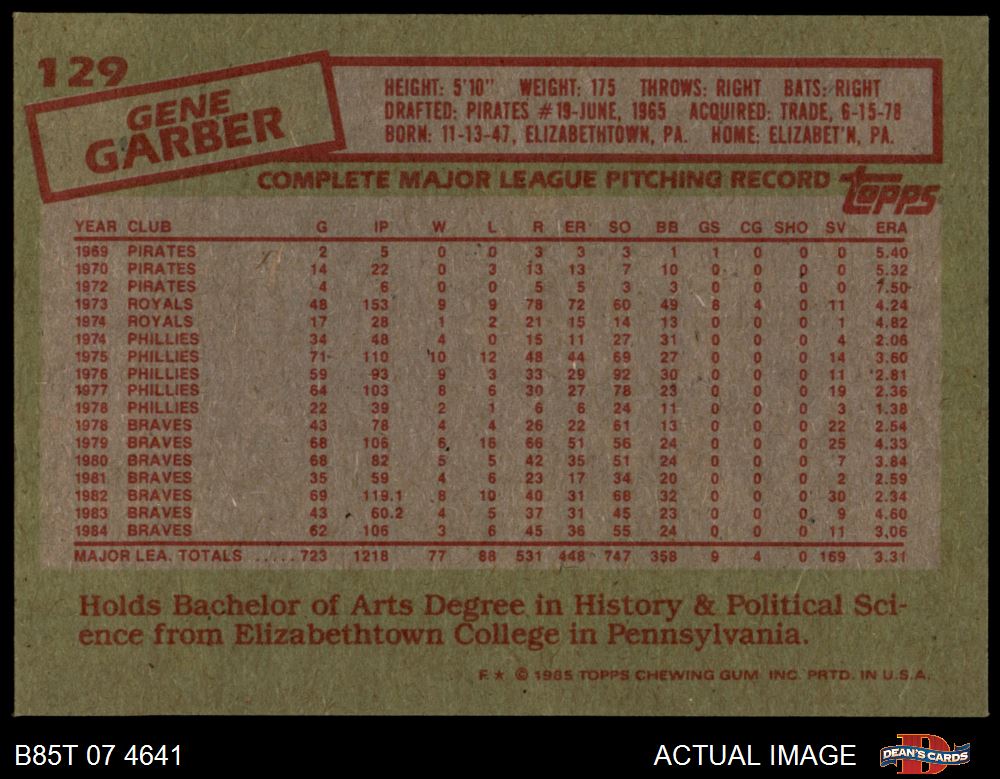 129
GENE
GARBER
HEIGHT: 5'10" WEIGHT: 175 THROWS: RIGHT BATS: RIGHT
DRAFTED: PIRATES #19-JUNE, 1965 ACQUIRED: TRADE, 6-15-78
BORN: 11-13-47, ELIZABETHTOWN, PA. HOME: ELIZABET'N, PA.
COMPLETE MAJOR LEAGUE PITCHING RECORD topps
YEAR CLUB G IP W L R ER SO BB GS CG SHO SV ERA
1969 PIRATES 2 5 0 0 3 3 3 1 1 0 0 0 5.40
1970 PIRATES 14 22 0 3 13 13 7 10 0 0 0 0 5.32
1972 PIRATES 4 6 0 0 5 5 3 3 0 0 0 0 7.50
1973 ROYALS 48 153 9 9 78 72 60 49 8 4 0 11 4.24
1974 ROYALS 17 28 1 2 21 15 14 13 0 0 0 1 4.82
1974 PHILLIES 34 48 4 0 15 11 27 31 0 0 0 4 2.06
1975 PHILLIES 71 110 10 12 48 44 69 27 0 0 0 14 3.60
1976 PHILLIES 59 93 9 3 33 29 92 30 0 0 0 11 2.81
1977 PHILLIES 64 103 8 6 30 27 78 23 0 0 0 19 2.36
1978 PHILLIES 22 39 2 1 6 6 24 11 0 0 0 3 1.38
1978 BRAVES 43 78 4 4 26 22 61 13 0 0 0 22 2.54
1979 BRAVES 68 106 6 16 66 51 56 24 0 0 0 25 4.33
1980 BRAVES 68 82 5 5 42 35 51 24 0 0 0 7 3.84
1981 BRAVES 35 59 4 6 23 17 34 20 0 0 0 2 2.59
1982 BRAVES 69 119.1 8 10 40 31 68 32 0 0 0 30 2.34
1983 BRAVES 43 60.2 4 5 37 31 45 23 0 0 0 9 4.60
1984 BRAVES 62 106 3 6 45 36 55 24 0 0 0 11 3.06
MAJOR LEA. TOTALS ...... 723 1218 77 88 531 448 747 358 9 4 0 169 3.31
Holds Bachelor of Arts Degree in History & Political Sci-
ence from Elizabethtown College in Pennsylvania.
F ★ © 1985 TOPPS CHEWING GUM, INC. PRTD. IN U.S.A.
B85T 07 4641 ACTUAL IMAGE DEAN'S CARDS